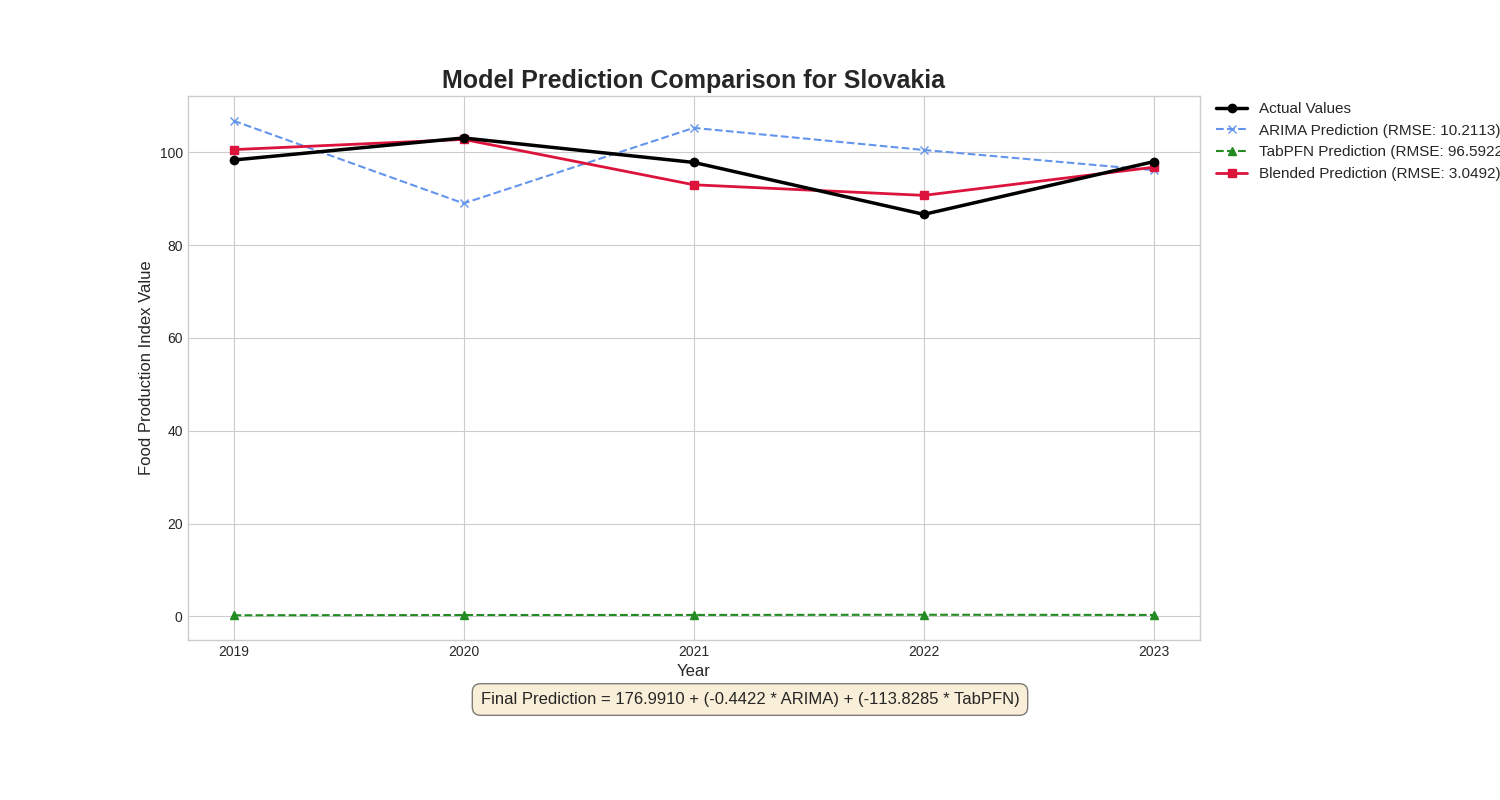 Model Prediction Comparison for Slovakia
Actual Values
ARIMA Prediction (RMSE: 10.2113)
TabPFN Prediction (RMSE: 96.5922
Blended Prediction (RMSE: 3.0492)
Food Production Index Value
100
80
60
40
20
0
2019 2020 2021 2022 2023
Year
Final Prediction = 176.9910 + (-0.4422 * ARIMA) + (-113.8285 * TabPFN)